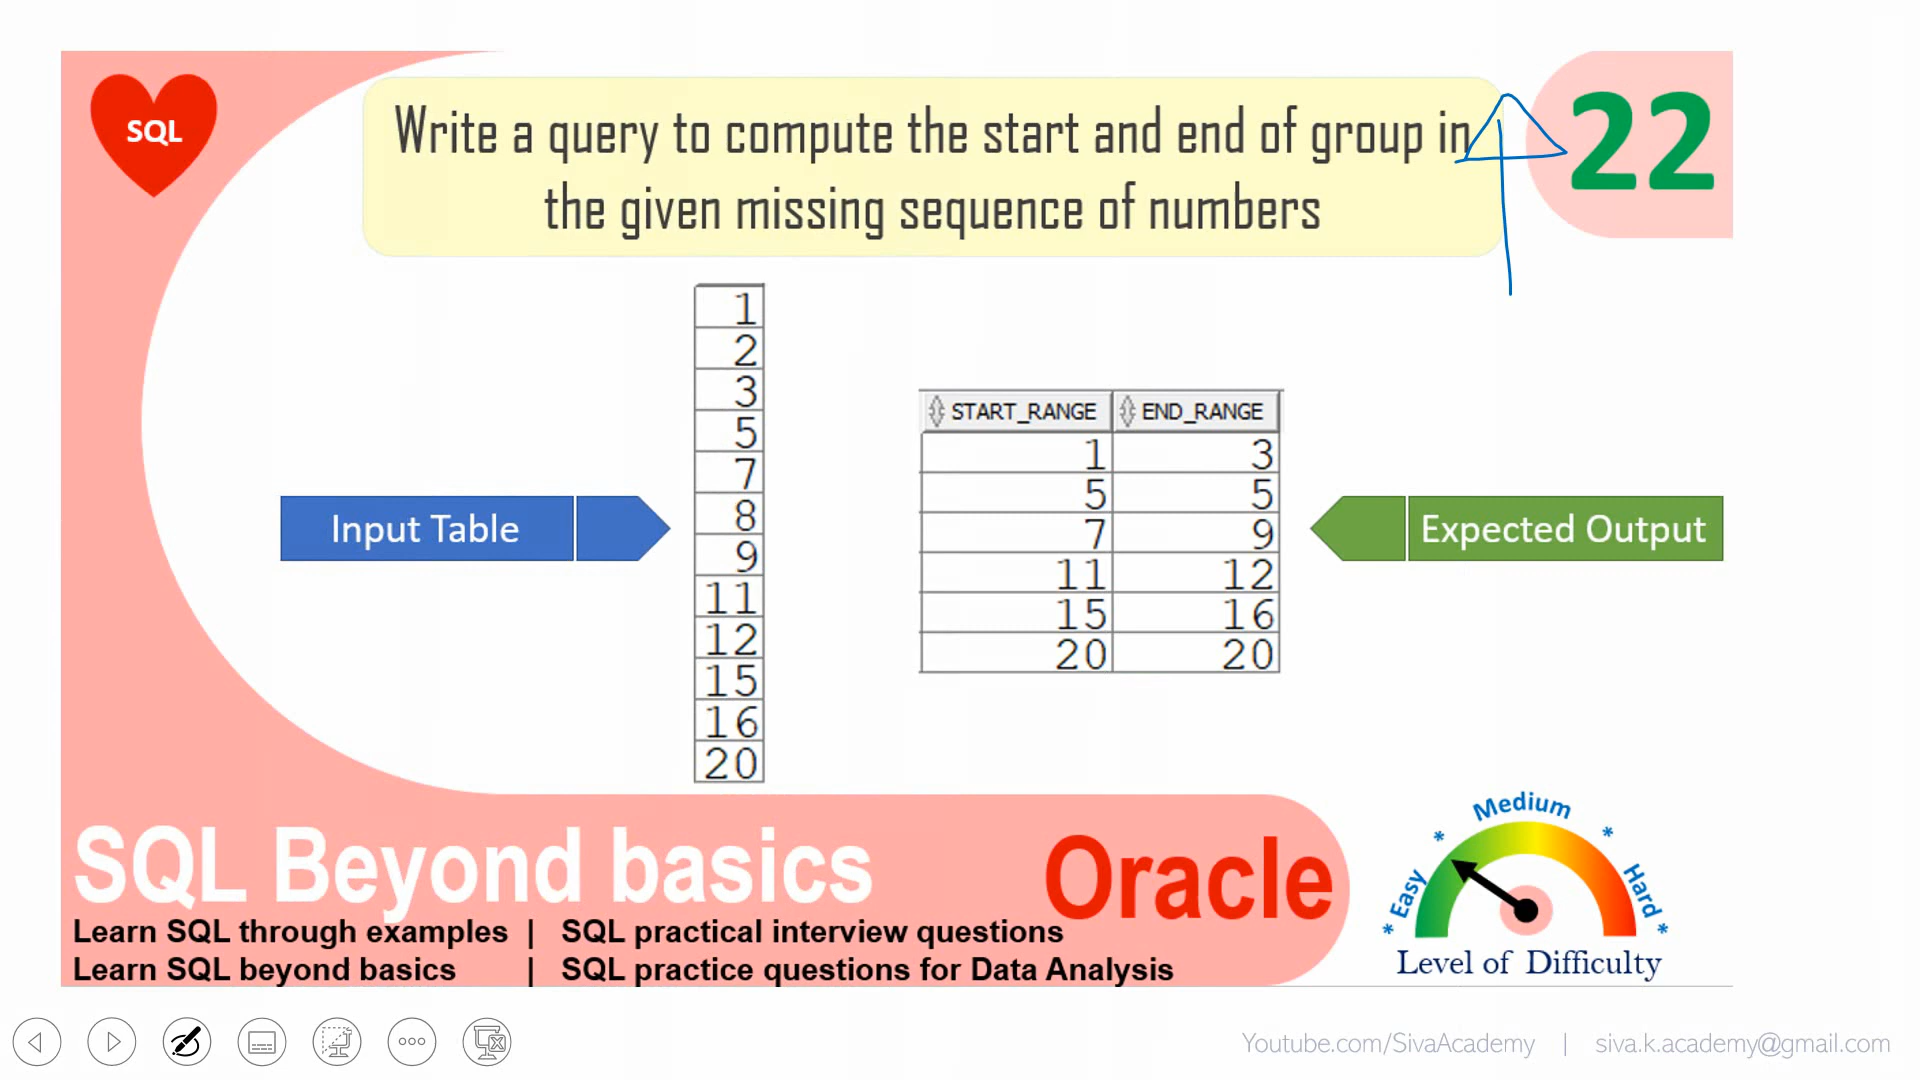 SQL
Write a query to compute the start and end of group in
the given missing sequence of numbers
22
1
2
3
5
7
8
9
11
12
15
16
20
Input Table
START_RANGE END_RANGE
1 3
5 5
7 9
11 12
15 16
20 20
Expected Output
SQL Beyond basics
Oracle
Learn SQL through examples | SQL practical interview questions
Learn SQL beyond basics | SQL practice questions for Data Analysis
* Easy * Medium * Hard *
Level of Difficulty
Youtube.com/SivaAcademy | siva.k.academy@gmail.com